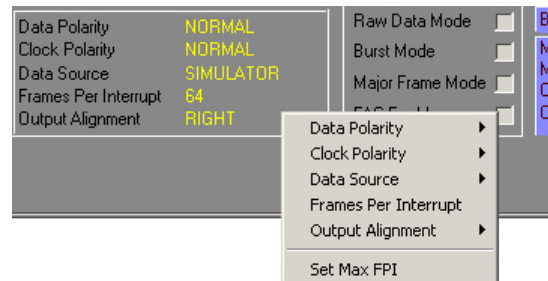 Data Polarity NORMAL
Clock Polarity NORMAL
Data Source SIMULATOR
Frames Per Interrupt 64
Output Alignment RIGHT
Raw Data Mode
Burst Mode
Major Frame Mode
Data Polarity
Clock Polarity
Data Source
Frames Per Interrupt
Output Alignment
Set Max FPI